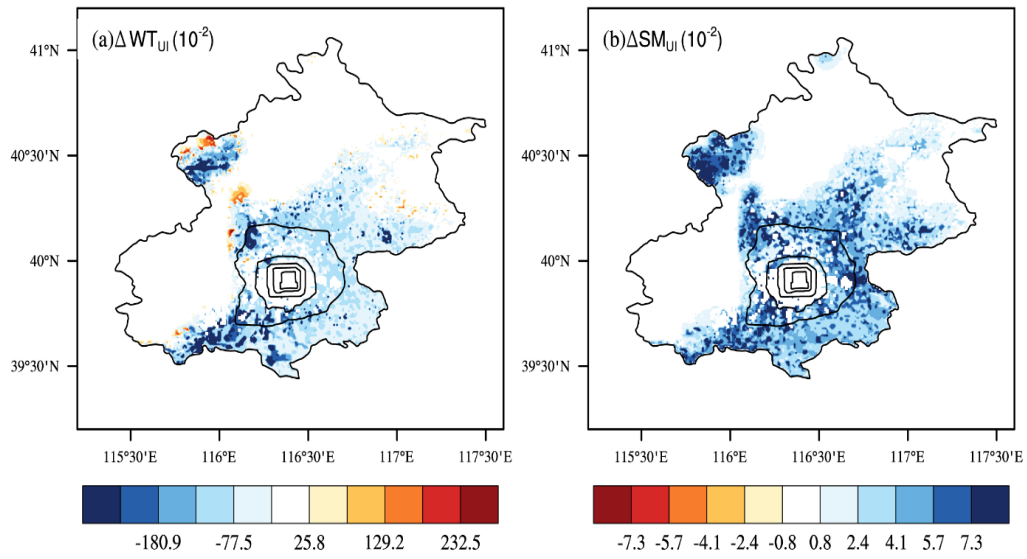 (a)Δ WT_UI (10⁻²)
(b)ΔSM_UI (10⁻²)
41°N
40°30'N
40°N
39°30'N
41°N
40°30'N
40°N
39°30'N
115°30'E 116°E 116°30'E 117°E 117°30'E
115°30'E 116°E 116°30'E 117°E 117°30'E
-180.9 -77.5 25.8 129.2 232.5
-7.3 -5.7 -4.1 -2.4 -0.8 0.8 2.4 4.1 5.7 7.3